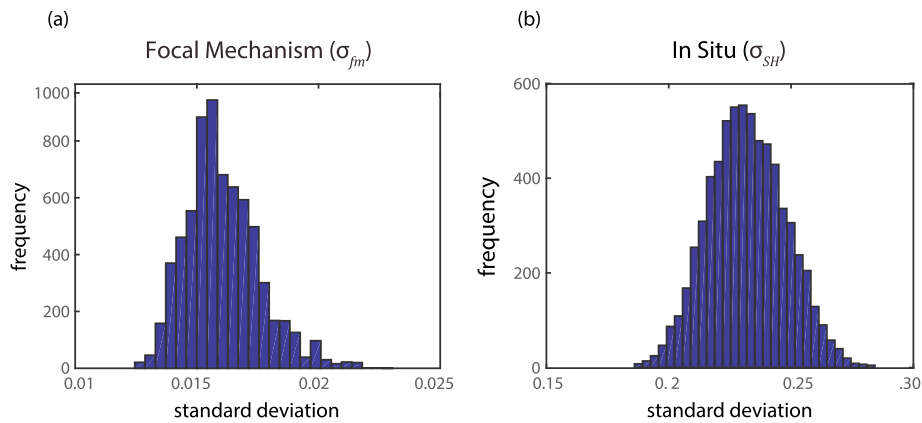 (a)
Focal Mechanism (σfm)
1000
800
600
400
200
0
frequency
0.01
0.015
0.02
0.025
standard deviation
(b)
In Situ (σSH)
600
400
200
0
frequency
0.15
0.2
0.25
.30
standard deviation